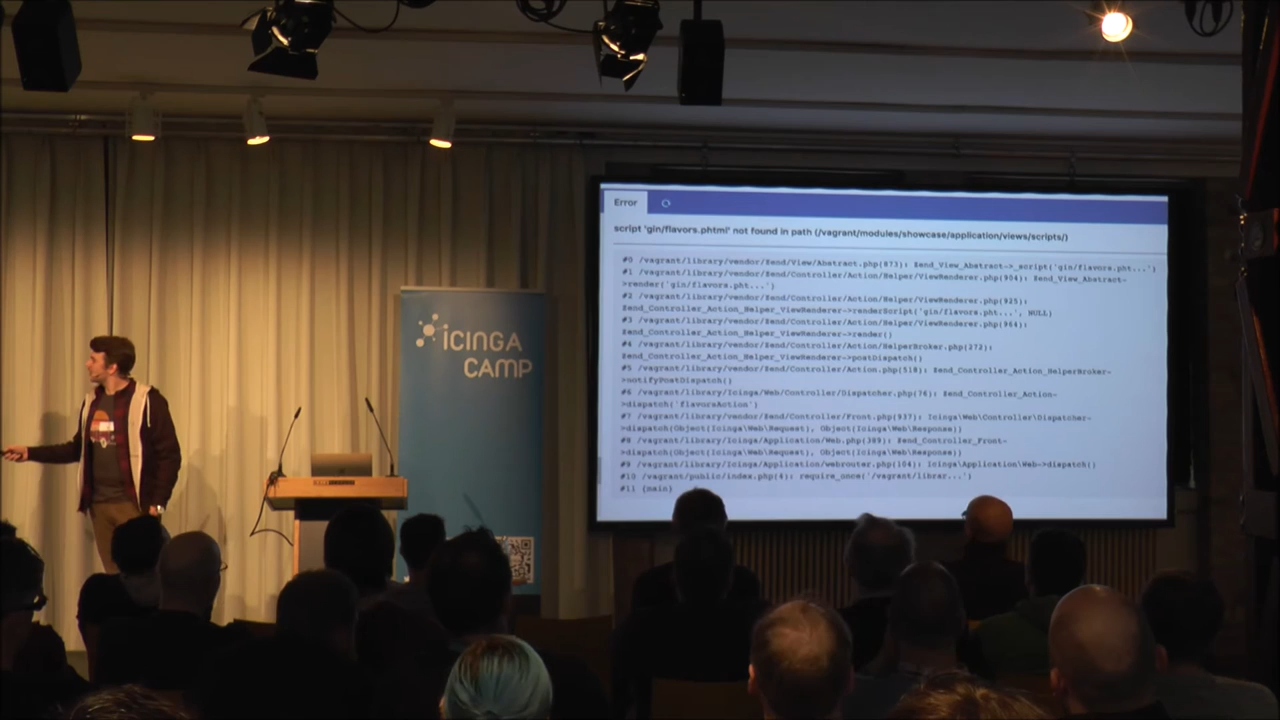 Error
script 'gin/flavors.phtml' not found in path (/vagrant/modules/showcase/application/views/scripts/)
#0 /vagrant/library/vendor/Zend/View/Abstract.php(873): Zend_View_Abstract->_script('gin/flavors.pht...')
#1 /vagrant/library/vendor/Zend/Controller/Action/Helper/ViewRenderer.php(904): Zend_View_Abstract-
>render('gin/flavors.pht...')
#2 /vagrant/library/vendor/Zend/Controller/Action/Helper/ViewRenderer.php(925):
Zend_Controller_Action_Helper_ViewRenderer->renderScript('gin/flavors.pht...', NULL)
#3 /vagrant/library/vendor/Zend/Controller/Action/Helper/ViewRenderer.php(964):
Zend_Controller_Action_Helper_ViewRenderer->render()
#4 /vagrant/library/vendor/Zend/Controller/Action/HelperBroker.php(272):
Zend_Controller_Action_Helper_ViewRenderer->postDispatch()
#5 /vagrant/library/vendor/Zend/Controller/Action.php(518): Zend_Controller_Action_HelperBroker-
>notifyPostDispatch()
#6 /vagrant/library/Icinga/Web/Controller/Dispatcher.php(76): Zend_Controller_Action-
>dispatch('flavorsAction')
#7 /vagrant/library/vendor/Zend/Controller/Front.php(937): Icinga\Web\Controller\Dispatcher-
>dispatch(Object(Icinga\Web\Request), Object(Icinga\Web\Response))
#8 /vagrant/library/Icinga/Application/Web.php(389): Zend_Controller_Front-
>dispatch(Object(Icinga\Web\Request), Object(Icinga\Web\Response))
#9 /vagrant/library/Icinga/Application/webrouter.php(104): Icinga\Application\Web->dispatch()
#10 /vagrant/public/index.php(4): require_once('/vagrant/librar...')
#11 {main}
ICINGA
CAMP